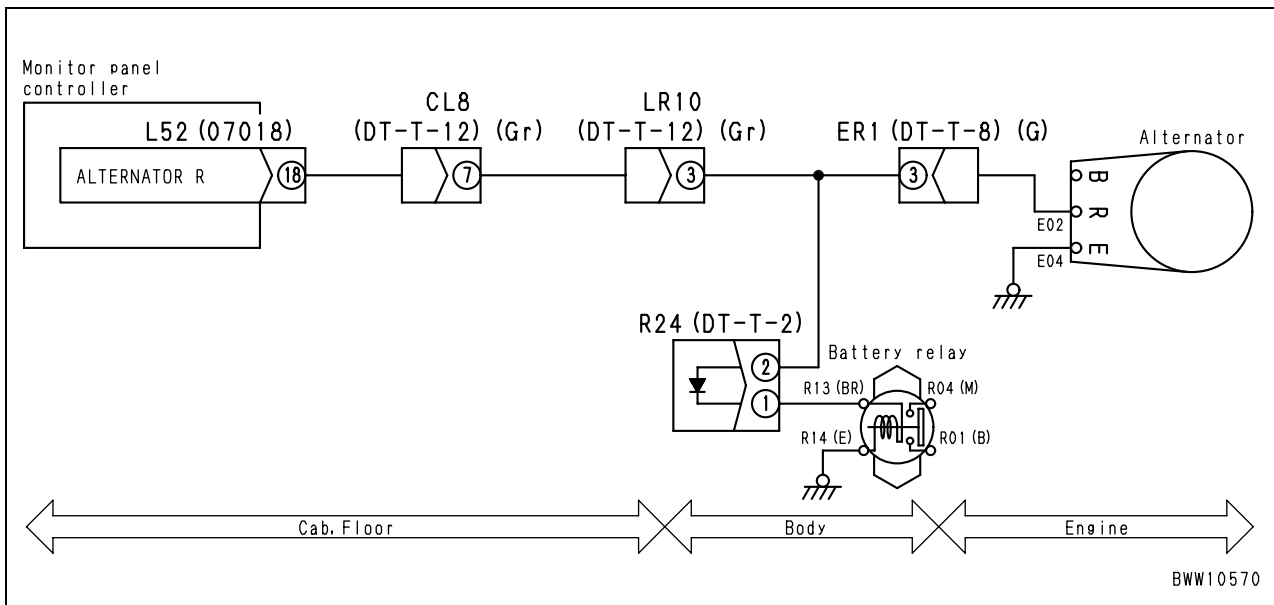 Monitor panel
controller
L52 (07018)
CL8
(DT-T-12) (Gr)
LR10
(DT-T-12) (Gr)
ER1 (DT-T-8) (G)
Alternator
ALTERNATOR R
18
7
3
3
B
R
E
E02
E04
R24 (DT-T-2)
2
1
Battery relay
R13 (BR)
R04 (M)
R14 (E)
R01 (B)
Cab, Floor
Body
Engine
BWW10570